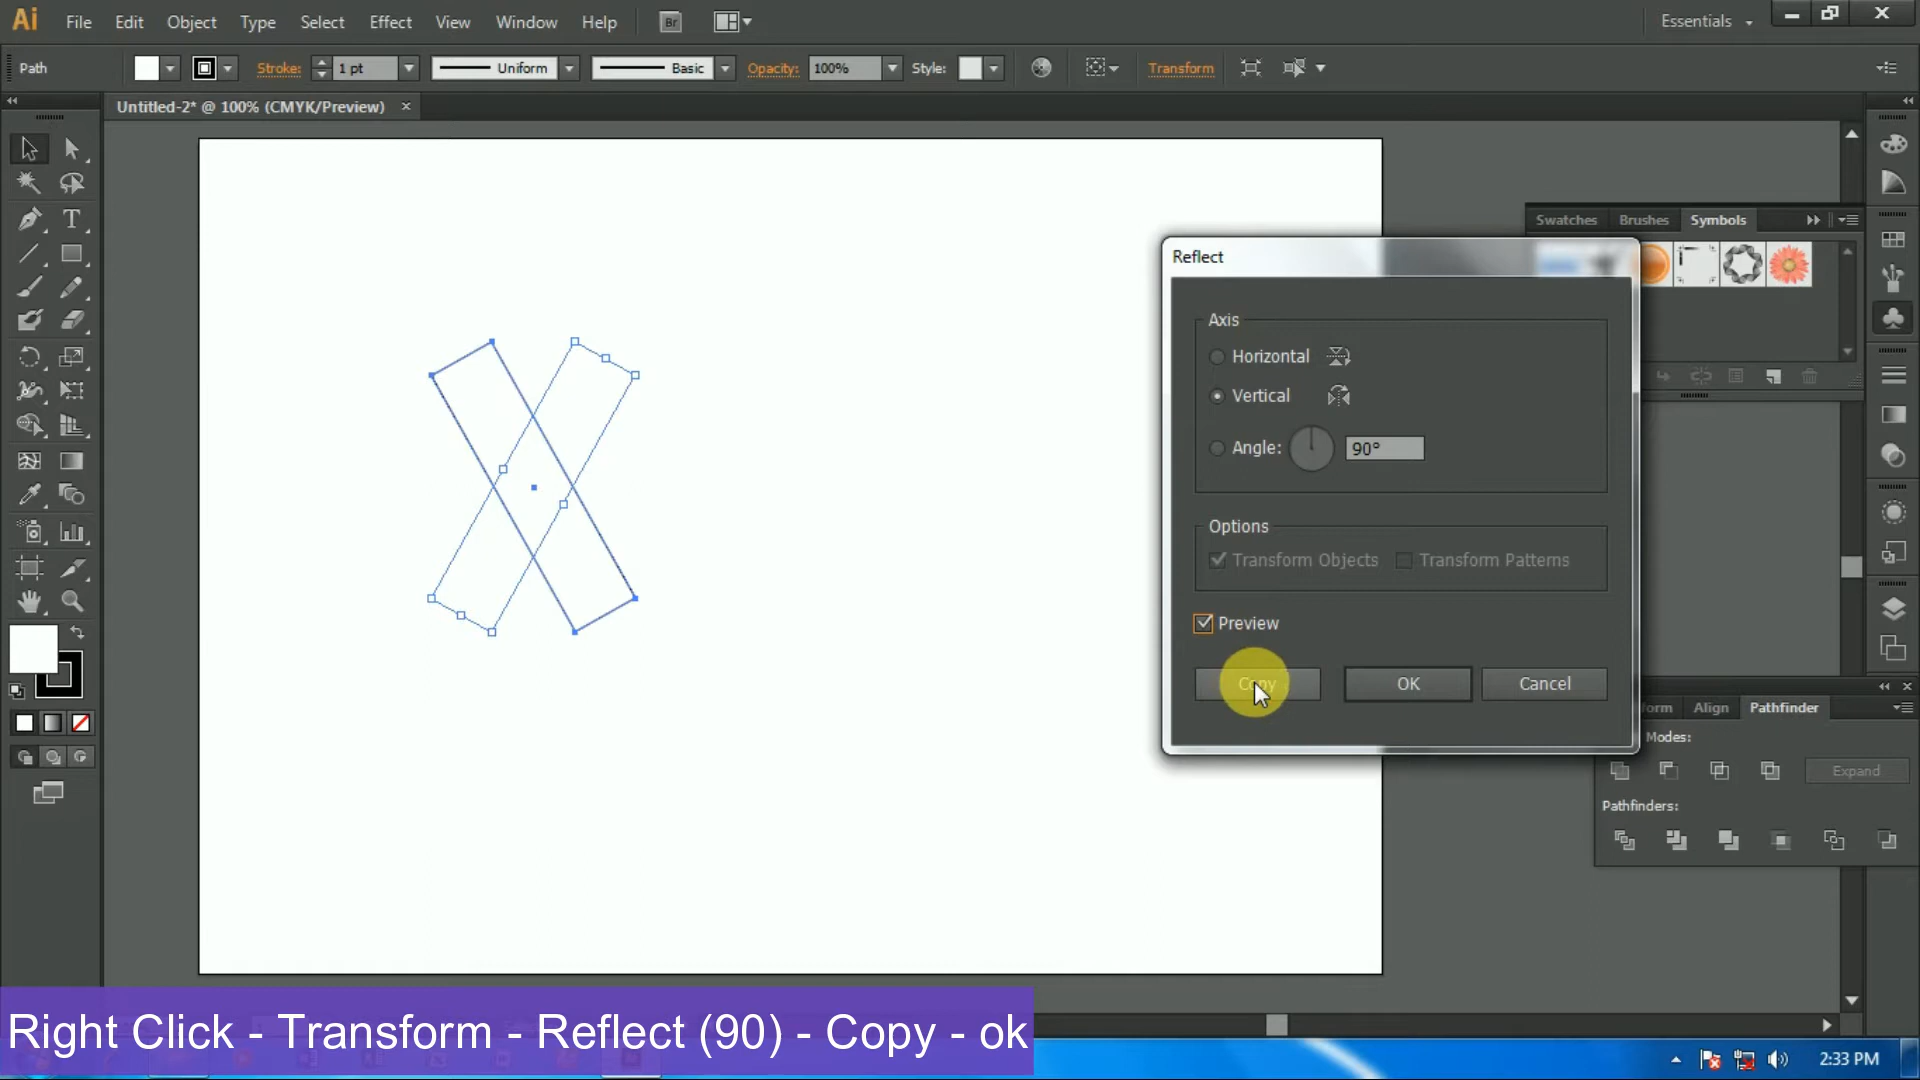 Ai File Edit Object Type Select Effect View Window Help Br Essentials
Path Stroke: 1 pt Uniform Basic Opacity: 100% Style: Transform
Untitled-2* @ 100% (CMYK/Preview)
Swatches Brushes Symbols
Reflect
Axis
Horizontal
Vertical
Angle: 90°
Options
Transform Objects Transform Patterns
Preview
Copy OK Cancel
orm Align Pathfinder
Modes:
Expand
Pathfinders:
T
Right Click - Transform - Reflect (90) - Copy - ok
2:33 PM